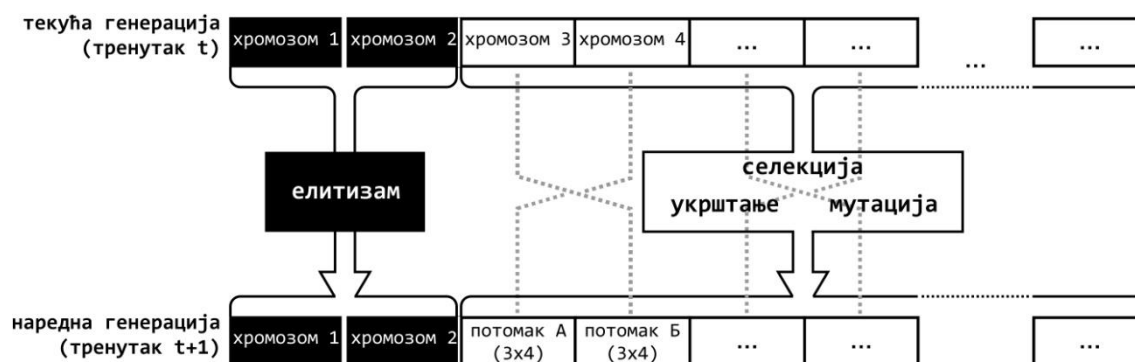 текућа генерација
(тренутак t)
хромозом 1
хромозом 2
хромозом 3
хромозом 4
...
...
...
...
елитизам
селекција
укрштање мутација
наредна генерација
(тренутак t+1)
хромозом 1
хромозом 2
потомак А
(3x4)
потомак Б
(3x4)
...
...
...
...